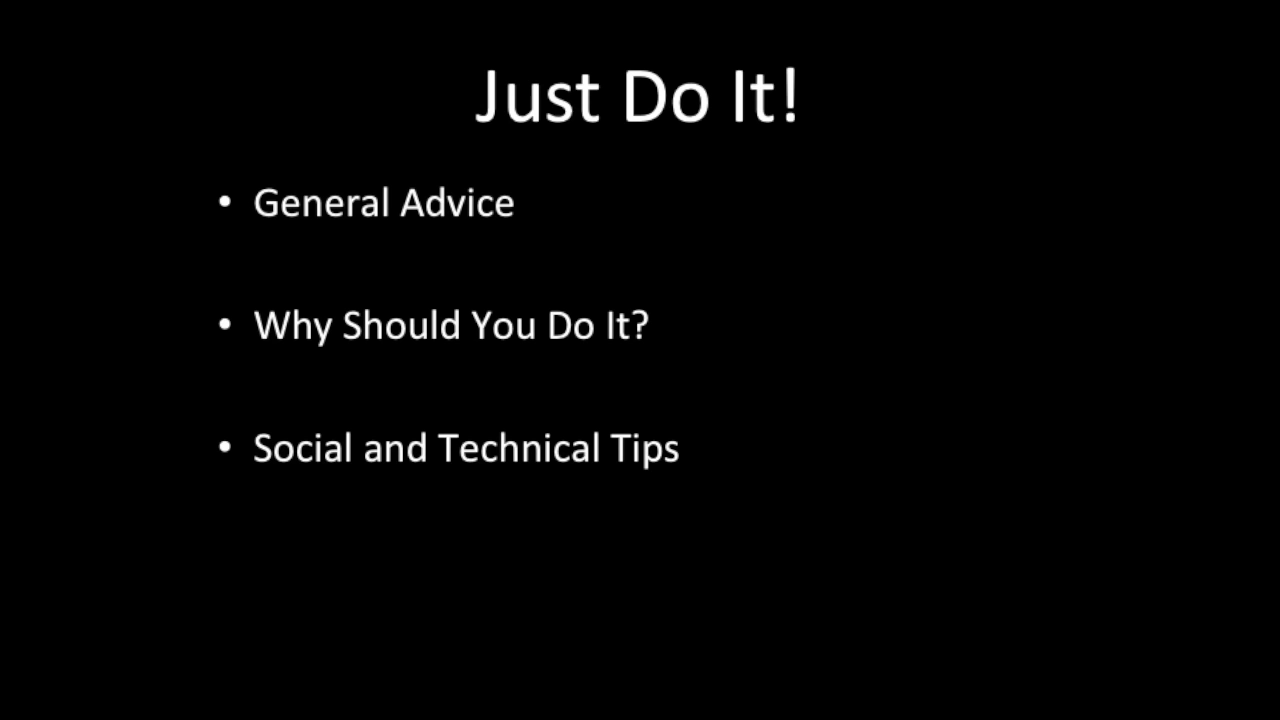 Just Do It!
• General Advice
• Why Should You Do It?
• Social and Technical Tips